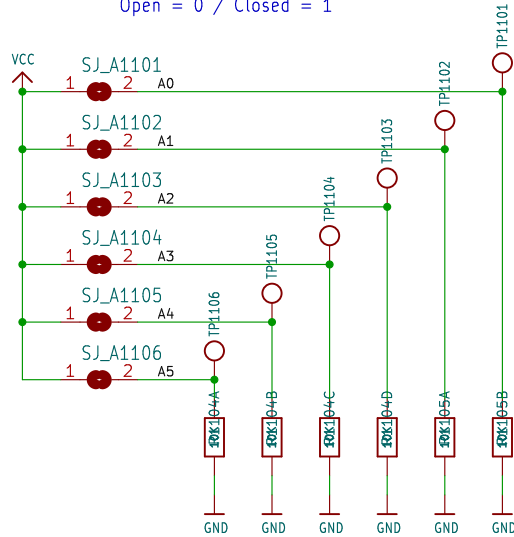 Open = 0 / Closed = 1
TP1101
VCC
SJ_A1101
1 2 A0
TP1102
SJ_A1102
1 2 A1
TP1103
SJ_A1103
1 2 A2
TP1104
SJ_A1104
1 2 A3
TP1105
SJ_A1105
1 2 A4
TP1106
SJ_A1106
1 2 A5
GND GND GND GND GND GND